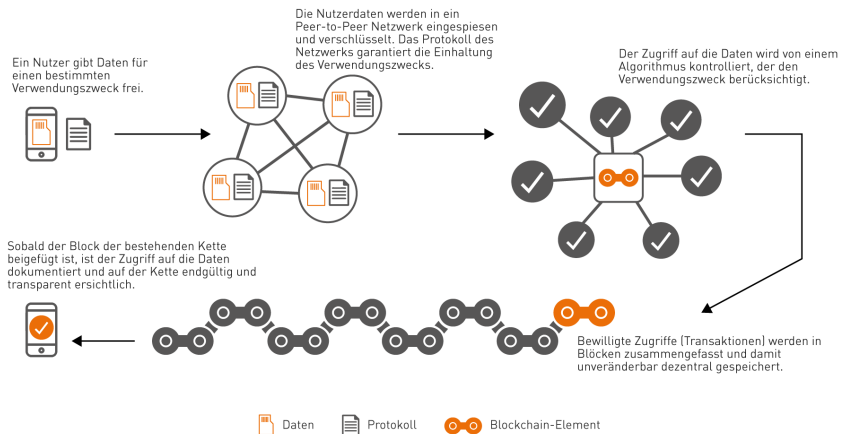 Ein Nutzer gibt Daten für
einen bestimmten
Verwendungszweck frei.
Die Nutzerdaten werden in ein
Peer-to-Peer Netzwerk eingespiesen
und verschlüsselt. Das Protokoll des
Netzwerks garantiert die Einhaltung
des Verwendungszwecks.
Der Zugriff auf die Daten wird von einem
Algorithmus kontrolliert, der den
Verwendungszweck berücksichtigt.
Bewilligte Zugriffe (Transaktionen) werden in
Blöcken zusammengefasst und damit
unveränderbar dezentral gespeichert.
Sobald der Block der bestehenden Kette
beigefügt ist, ist der Zugriff auf die Daten
dokumentiert und auf der Kette endgültig und
transparent ersichtlich.
Daten
Protokoll
Blockchain-Element